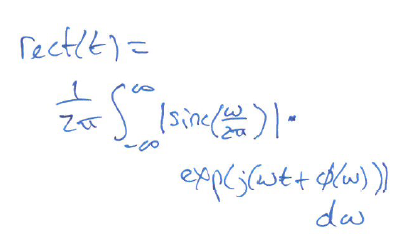 rect(t) =
1/2π ∫_{-∞}^{∞} |sinc(ω/2π)| ·
exp(j(ωt + φ(ω)))
dω